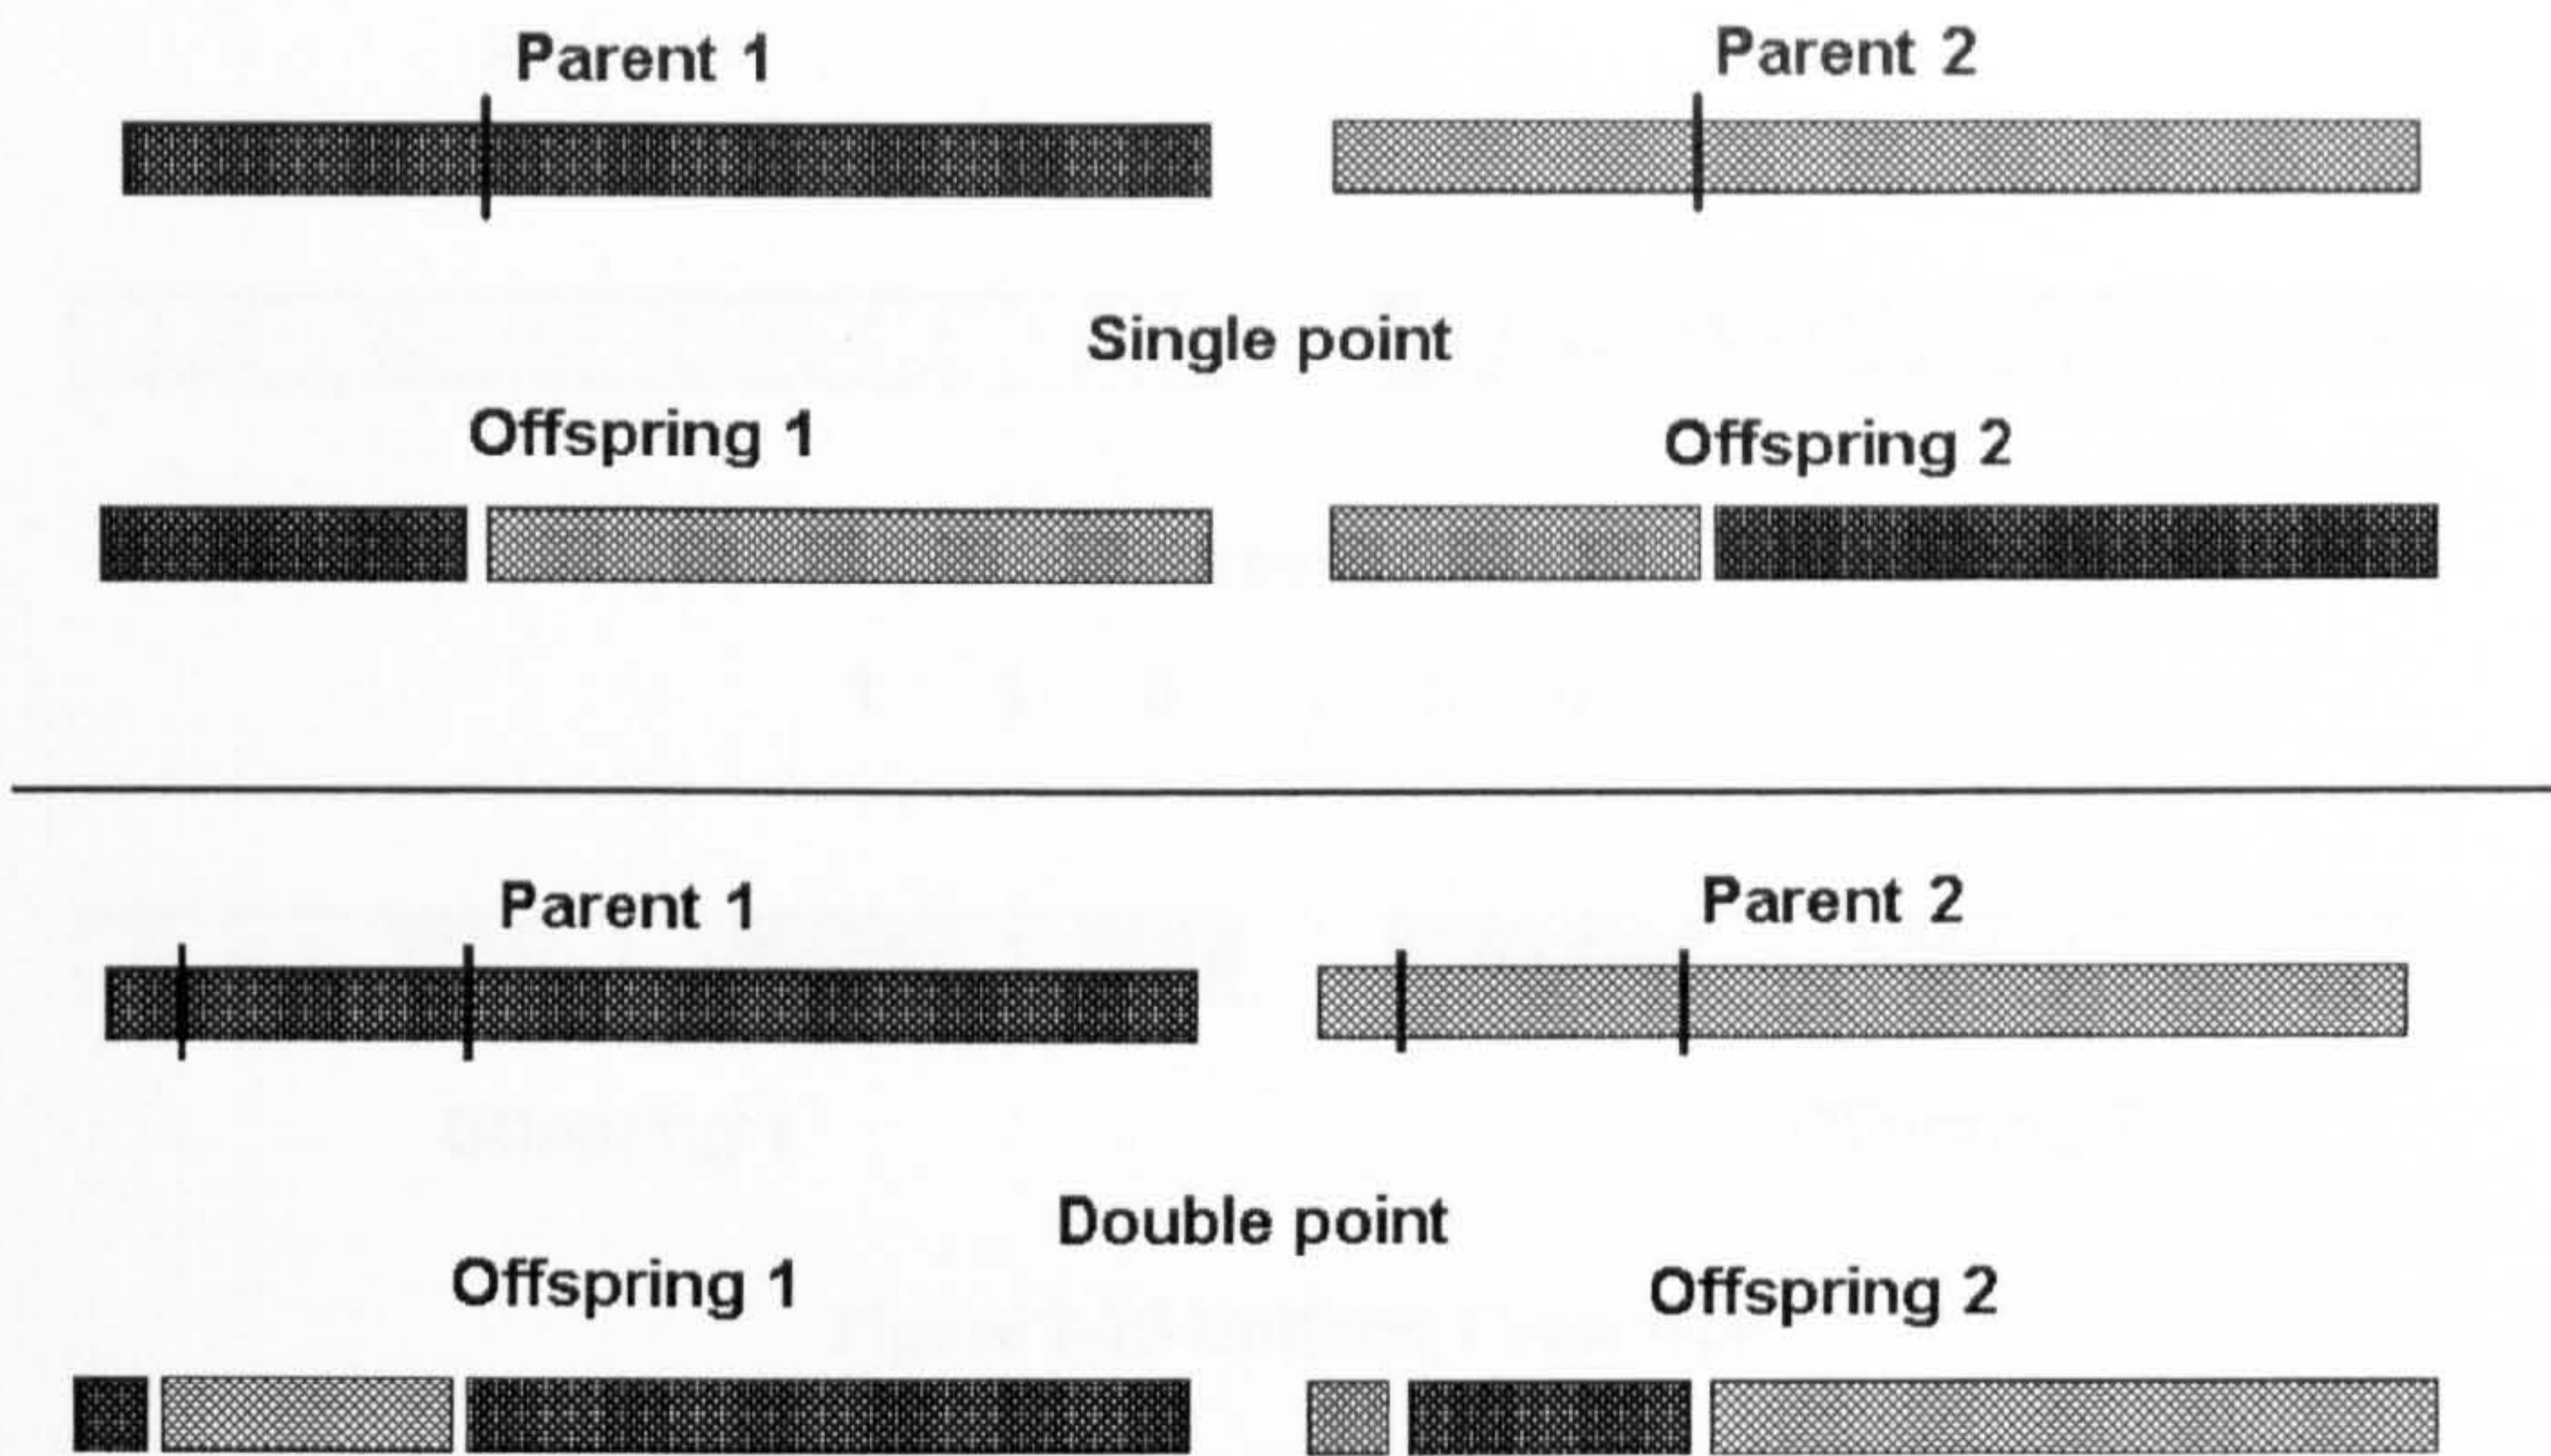 Parent 1
Parent 2
Single point
Offspring 1
Offspring 2
Parent 1
Parent 2
Double point
Offspring 1
Offspring 2